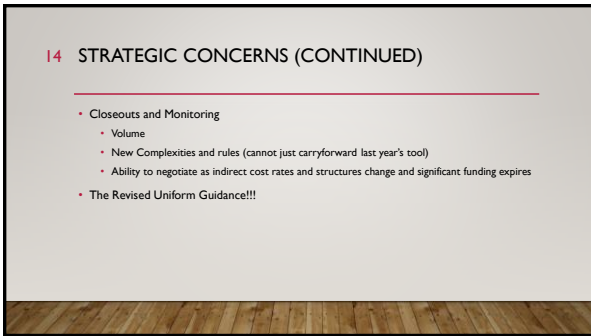 14 STRATEGIC CONCERNS (CONTINUED)
• Closeouts and Monitoring
• Volume
• New Complexities and rules (cannot just carryforward last year's tool)
• Ability to negotiate as indirect cost rates and structures change and significant funding expires
• The Revised Uniform Guidance!!!